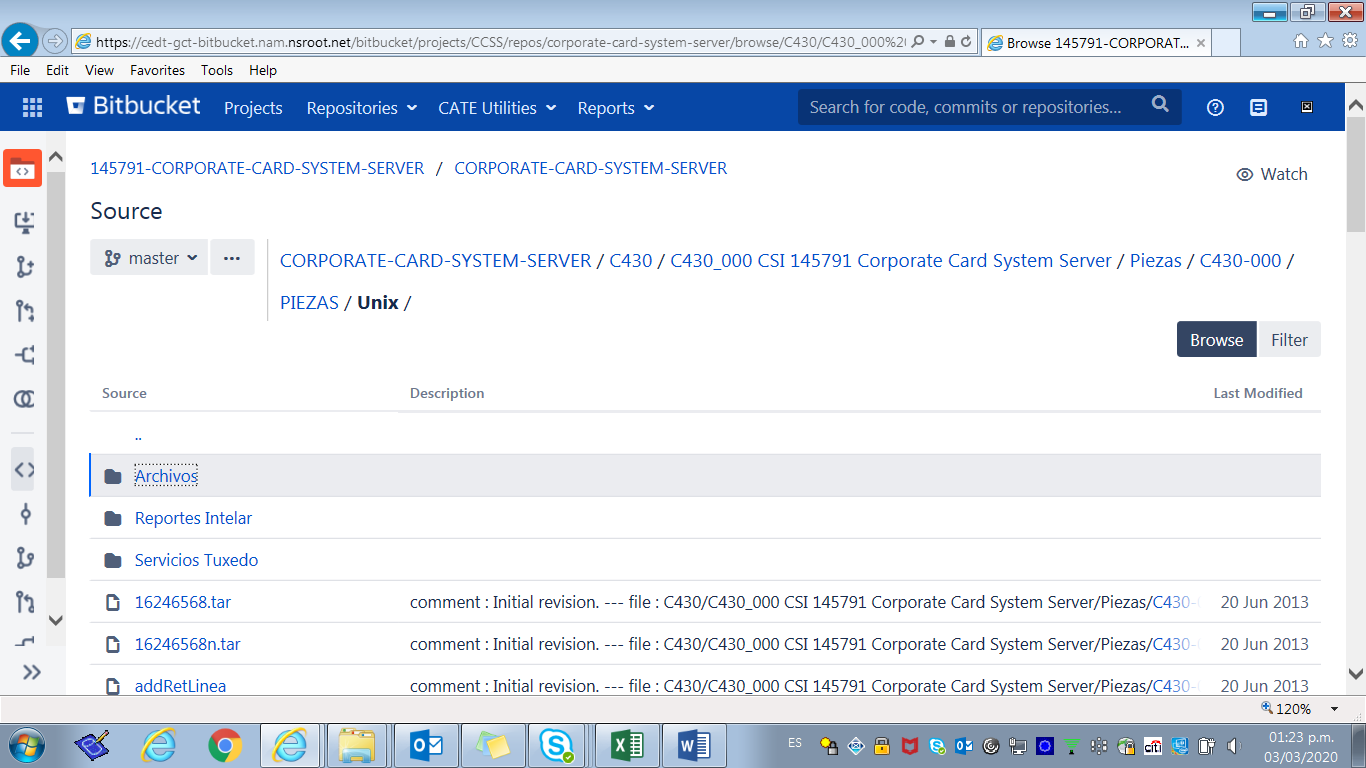 https://cedt-gct-bitbucket.nam.nsroot.net/bitbucket/projects/CCSS/repos/corporate-card-system-server/browse/C430/C430_000%2
Browse 145791-CORPORAT...
File Edit View Favorites Tools Help
Bitbucket Projects Repositories CATE Utilities Reports Search for code, commits or repositories...
145791-CORPORATE-CARD-SYSTEM-SERVER / CORPORATE-CARD-SYSTEM-SERVER
Watch
Source
master ...
CORPORATE-CARD-SYSTEM-SERVER / C430 / C430_000 CSI 145791 Corporate Card System Server / Piezas / C430-000 /
PIEZAS / Unix /
Browse Filter
Source Description Last Modified
..
Archivos
Reportes Intelar
Servicios Tuxedo
16246568.tar comment : Initial revision. --- file : C430/C430_000 CSI 145791 Corporate Card System Server/Piezas/C430- 20 Jun 2013
16246568n.tar comment : Initial revision. --- file : C430/C430_000 CSI 145791 Corporate Card System Server/Piezas/C430- 20 Jun 2013
addRetLinea comment : Initial revision. --- file : C430/C430_000 CSI 145791 Corporate Card System Server/Piezas/C430- 20 Jun 2013
120%
ES
citi
01:23 p.m.
03/03/2020